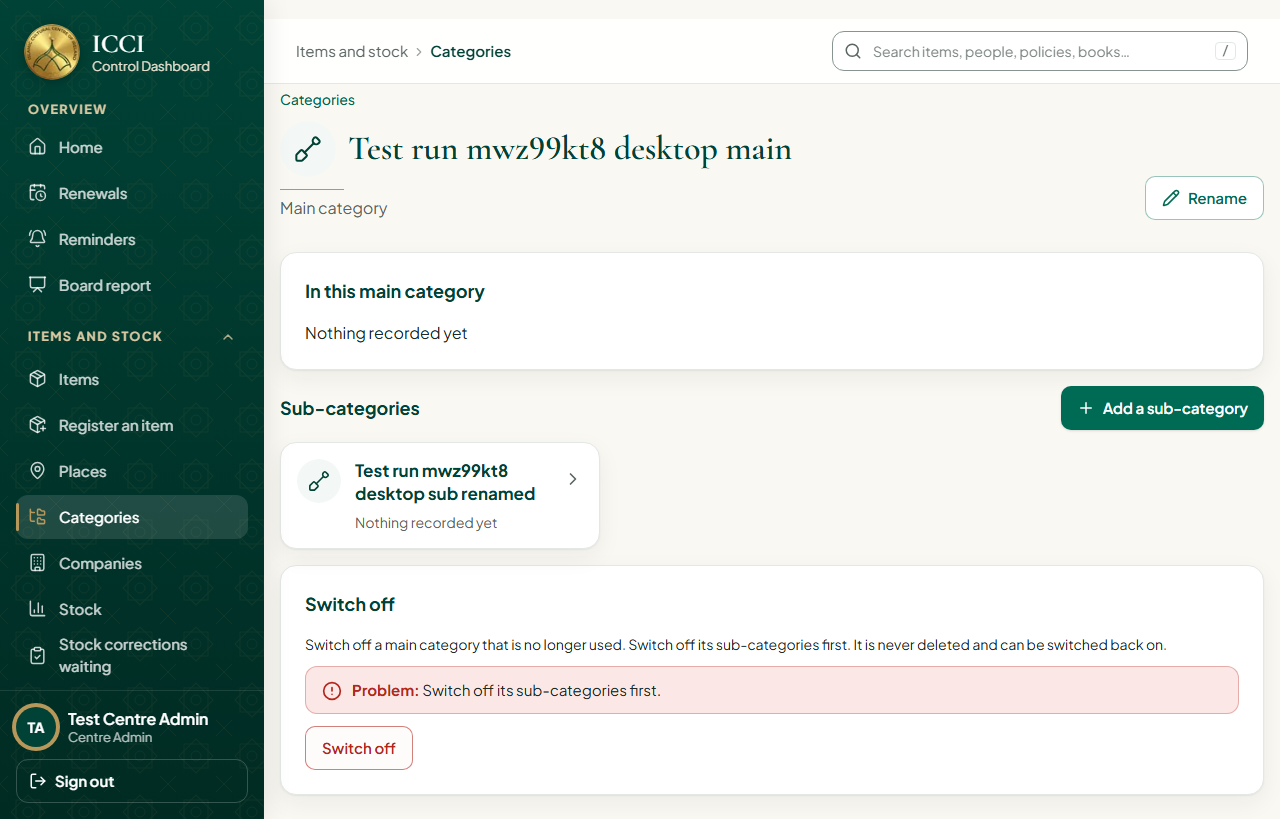 ICCI
Control Dashboard
OVERVIEW
Home
Renewals
Reminders
Board report
ITEMS AND STOCK
Items
Register an item
Places
Categories
Companies
Stock
Stock corrections
waiting
TA
Test Centre Admin
Centre Admin
Sign out
Items and stock > Categories
Search items, people, policies, books…
/
Categories
Test run mwz99kt8 desktop main
Main category
Rename
In this main category
Nothing recorded yet
Sub-categories
+ Add a sub-category
Test run mwz99kt8
desktop sub renamed
Nothing recorded yet
Switch off
Switch off a main category that is no longer used. Switch off its sub-categories first. It is never deleted and can be switched back on.
Problem: Switch off its sub-categories first.
Switch off